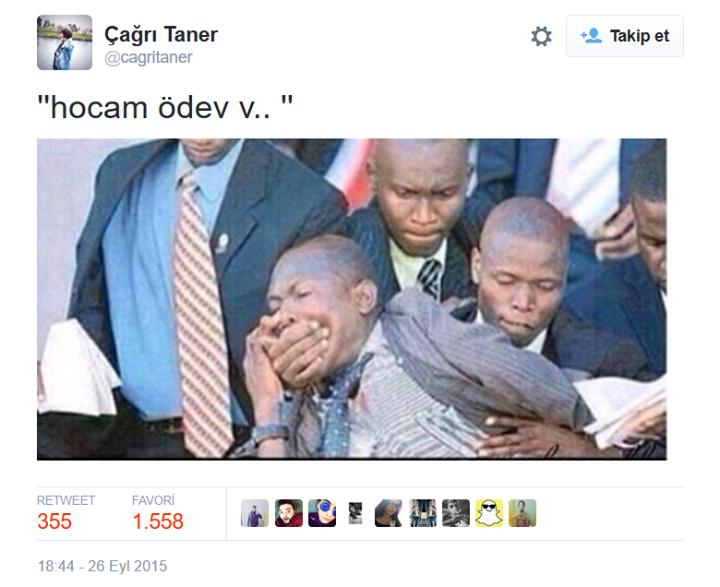 Çağrı Taner
@cagritaner
Takip et
"hocam ödev v.. "
RETWEET FAVORİ
355 1.558
18:44 - 26 Eyl 2015